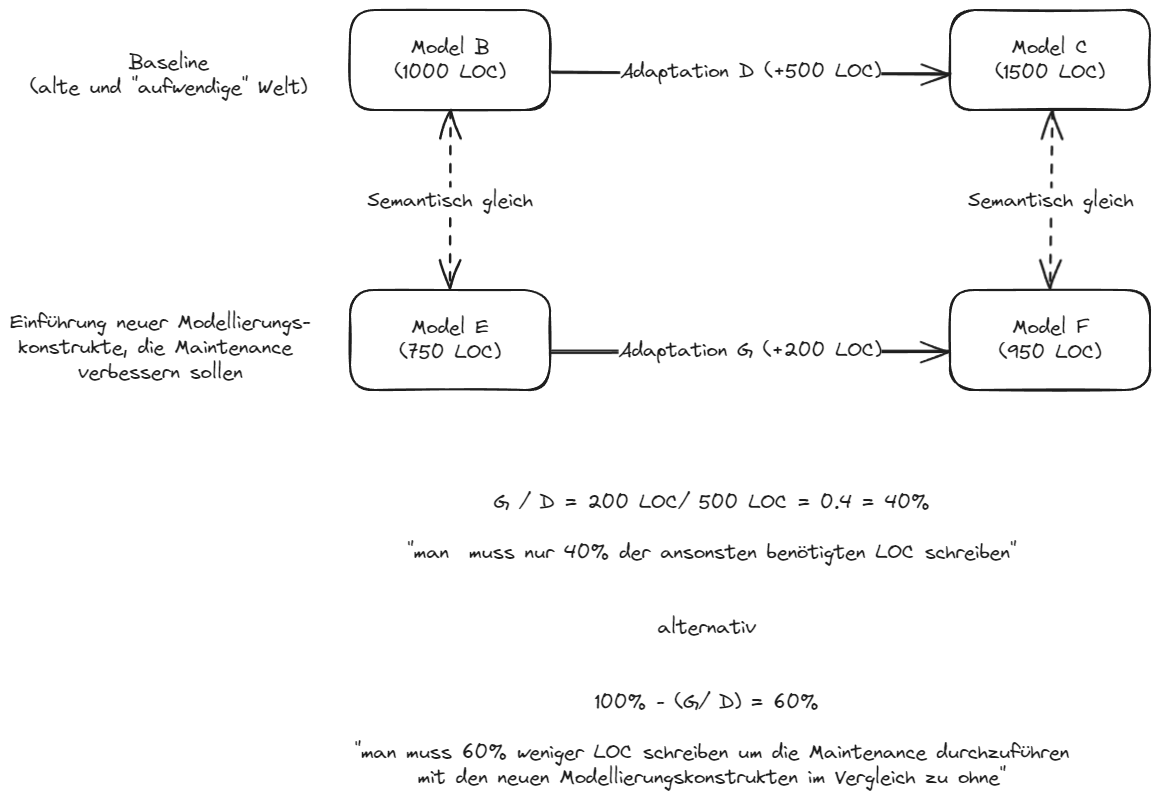 Baseline
(alte und "aufwendige" Welt)
Model B
(1000 LOC)
Adaptation D (+500 LOC)
Model C
(1500 LOC)
Semantisch gleich
Semantisch gleich
Einführung neuer Modellierungs-
konstrukte, die Maintenance
verbessern sollen
Model E
(750 LOC)
Adaptation G (+200 LOC)
Model F
(950 LOC)
G / D = 200 LOC/ 500 LOC = 0.4 = 40%
"man muss nur 40% der ansonsten benötigten LOC schreiben"
alternativ
100% - (G/ D) = 60%
"man muss 60% weniger LOC schreiben um die Maintenance durchzuführen
mit den neuen Modellierungskonstrukten im Vergleich zu ohne"